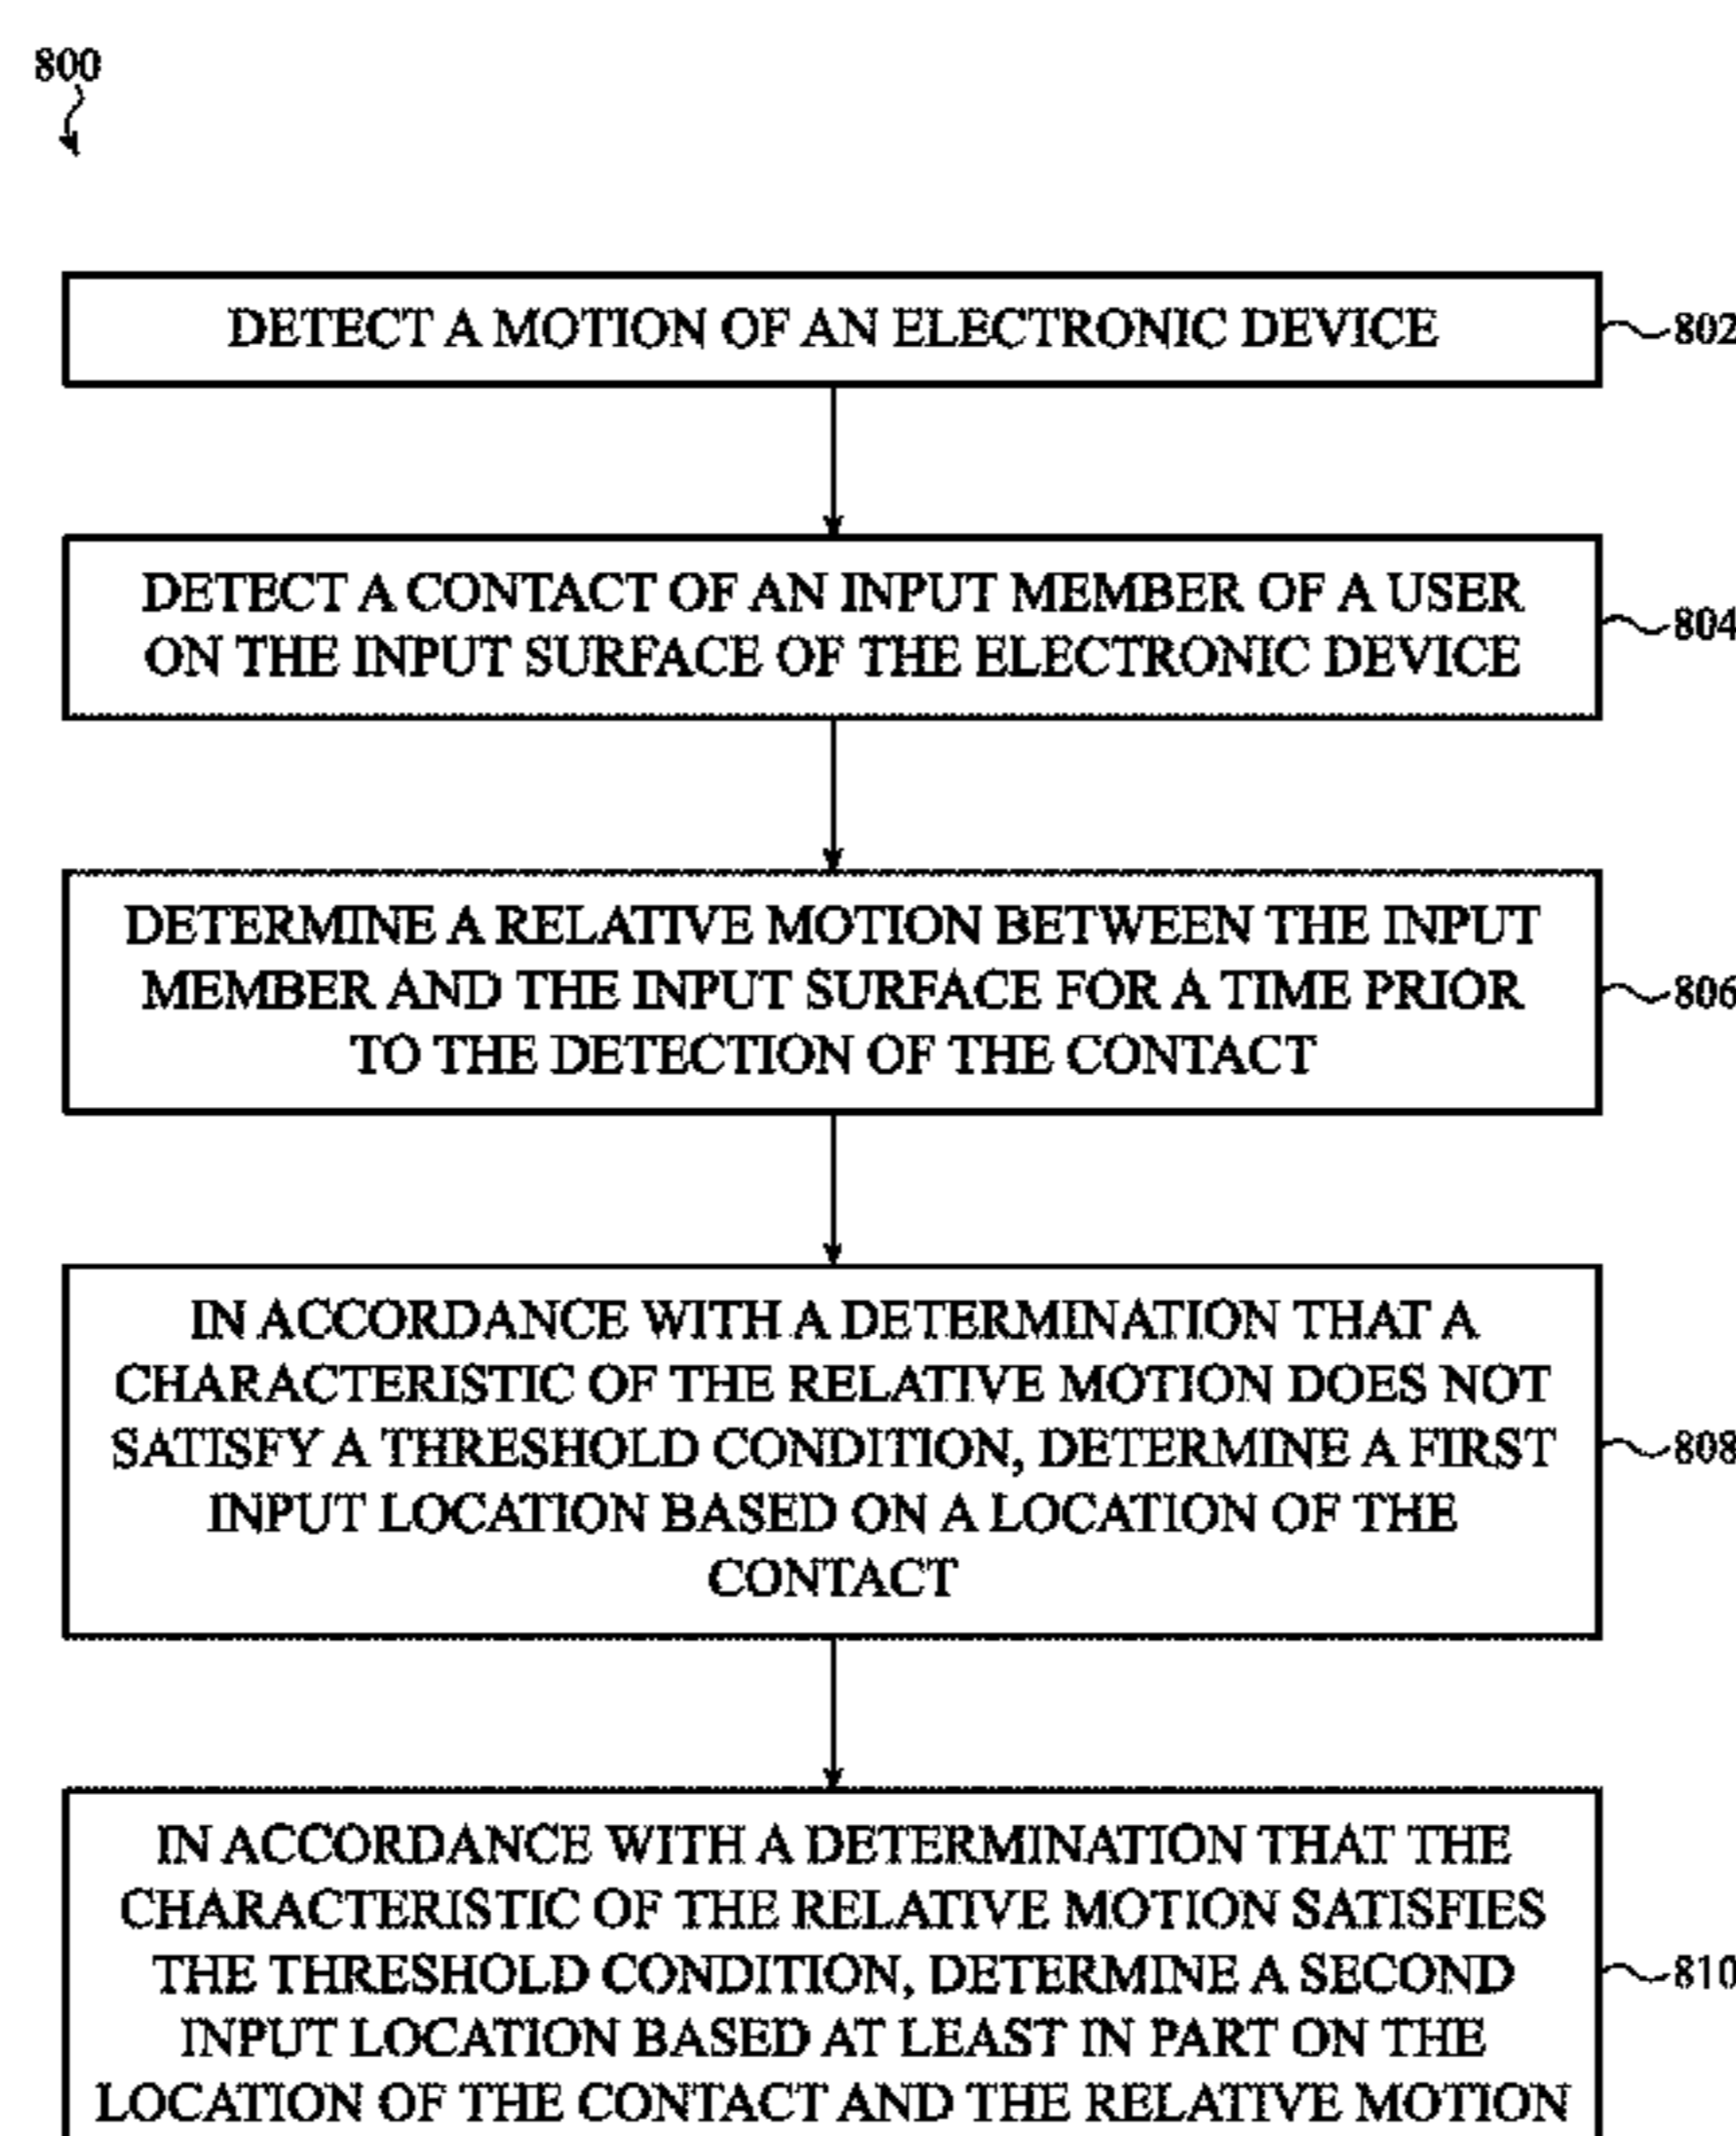 800
DETECT A MOTION OF AN ELECTRONIC DEVICE
802
DETECT A CONTACT OF AN INPUT MEMBER OF A USER
ON THE INPUT SURFACE OF THE ELECTRONIC DEVICE
804
DETERMINE A RELATIVE MOTION BETWEEN THE INPUT
MEMBER AND THE INPUT SURFACE FOR A TIME PRIOR
TO THE DETECTION OF THE CONTACT
806
IN ACCORDANCE WITH A DETERMINATION THAT A
CHARACTERISTIC OF THE RELATIVE MOTION DOES NOT
SATISFY A THRESHOLD CONDITION, DETERMINE A FIRST
INPUT LOCATION BASED ON A LOCATION OF THE
CONTACT
808
IN ACCORDANCE WITH A DETERMINATION THAT THE
CHARACTERISTIC OF THE RELATIVE MOTION SATISFIES
THE THRESHOLD CONDITION, DETERMINE A SECOND
INPUT LOCATION BASED AT LEAST IN PART ON THE
LOCATION OF THE CONTACT AND THE RELATIVE MOTION
810